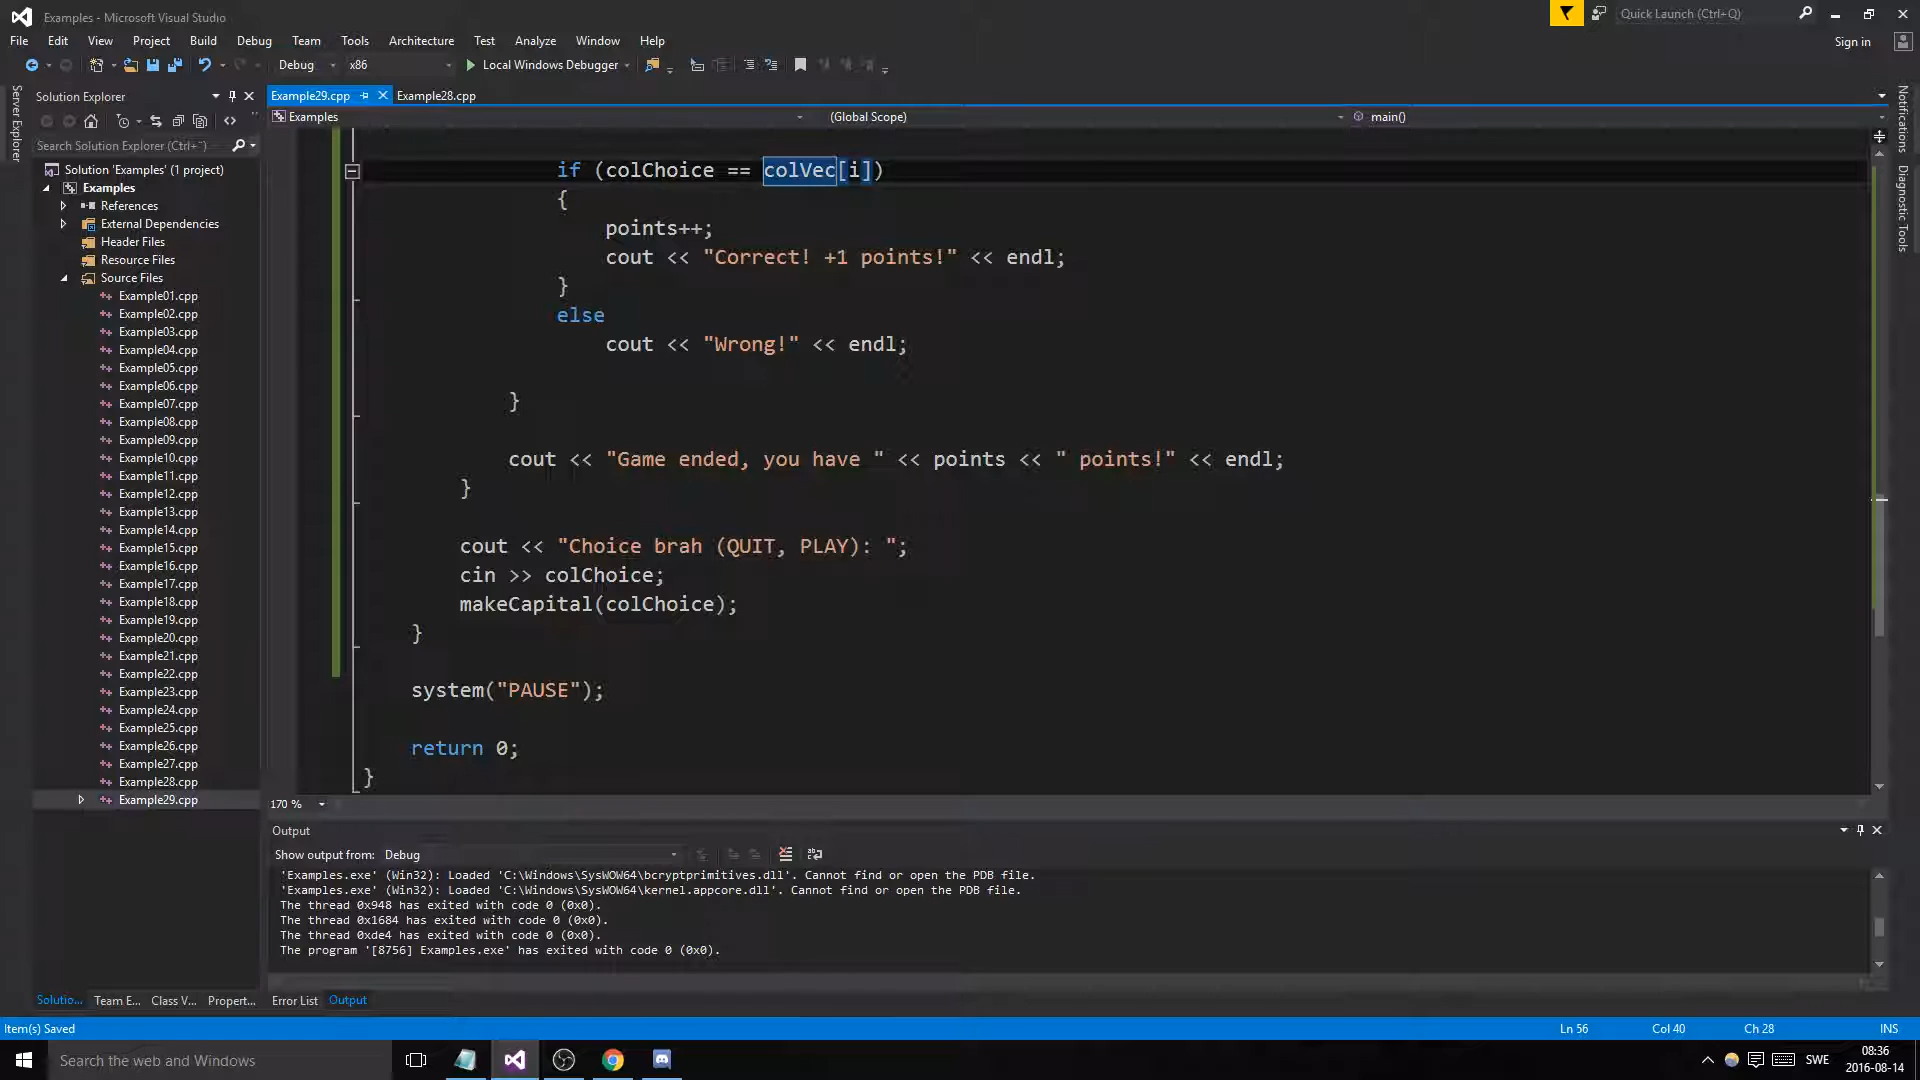 Examples - Microsoft Visual Studio
Quick Launch (Ctrl+Q)
File Edit View Project Build Debug Team Tools Architecture Test Analyze Window Help
Sign in
Debug x86 Local Windows Debugger
Server Explorer
Solution Explorer
Search Solution Explorer (Ctrl+¨)
Solution 'Examples' (1 project)
Examples
References
External Dependencies
Header Files
Resource Files
Source Files
Example01.cpp
Example02.cpp
Example03.cpp
Example04.cpp
Example05.cpp
Example06.cpp
Example07.cpp
Example08.cpp
Example09.cpp
Example10.cpp
Example11.cpp
Example12.cpp
Example13.cpp
Example14.cpp
Example15.cpp
Example16.cpp
Example17.cpp
Example18.cpp
Example19.cpp
Example20.cpp
Example21.cpp
Example22.cpp
Example23.cpp
Example24.cpp
Example25.cpp
Example26.cpp
Example27.cpp
Example28.cpp
Example29.cpp
Soluti... Team E... Class V... Propert...
Example29.cpp Example28.cpp
Examples (Global Scope) main()
if (colChoice == colVec[i])
{
points++;
cout << "Correct! +1 points!" << endl;
}
else
cout << "Wrong!" << endl;
}
cout << "Game ended, you have " << points << " points!" << endl;
}
cout << "Choice brah (QUIT, PLAY): ";
cin >> colChoice;
makeCapital(colChoice);
}
system("PAUSE");
return 0;
}
170 %
Output
Show output from: Debug
'Examples.exe' (Win32): Loaded 'C:\Windows\SysWOW64\bcryptprimitives.dll'. Cannot find or open the PDB file.
'Examples.exe' (Win32): Loaded 'C:\Windows\SysWOW64\kernel.appcore.dll'. Cannot find or open the PDB file.
The thread 0x948 has exited with code 0 (0x0).
The thread 0x1684 has exited with code 0 (0x0).
The thread 0xde4 has exited with code 0 (0x0).
The program '[8756] Examples.exe' has exited with code 0 (0x0).
Error List Output
Notifications
Diagnostic Tools
Item(s) Saved
Ln 56 Col 40 Ch 28 INS
Search the web and Windows
SWE
08:36
2016-08-14